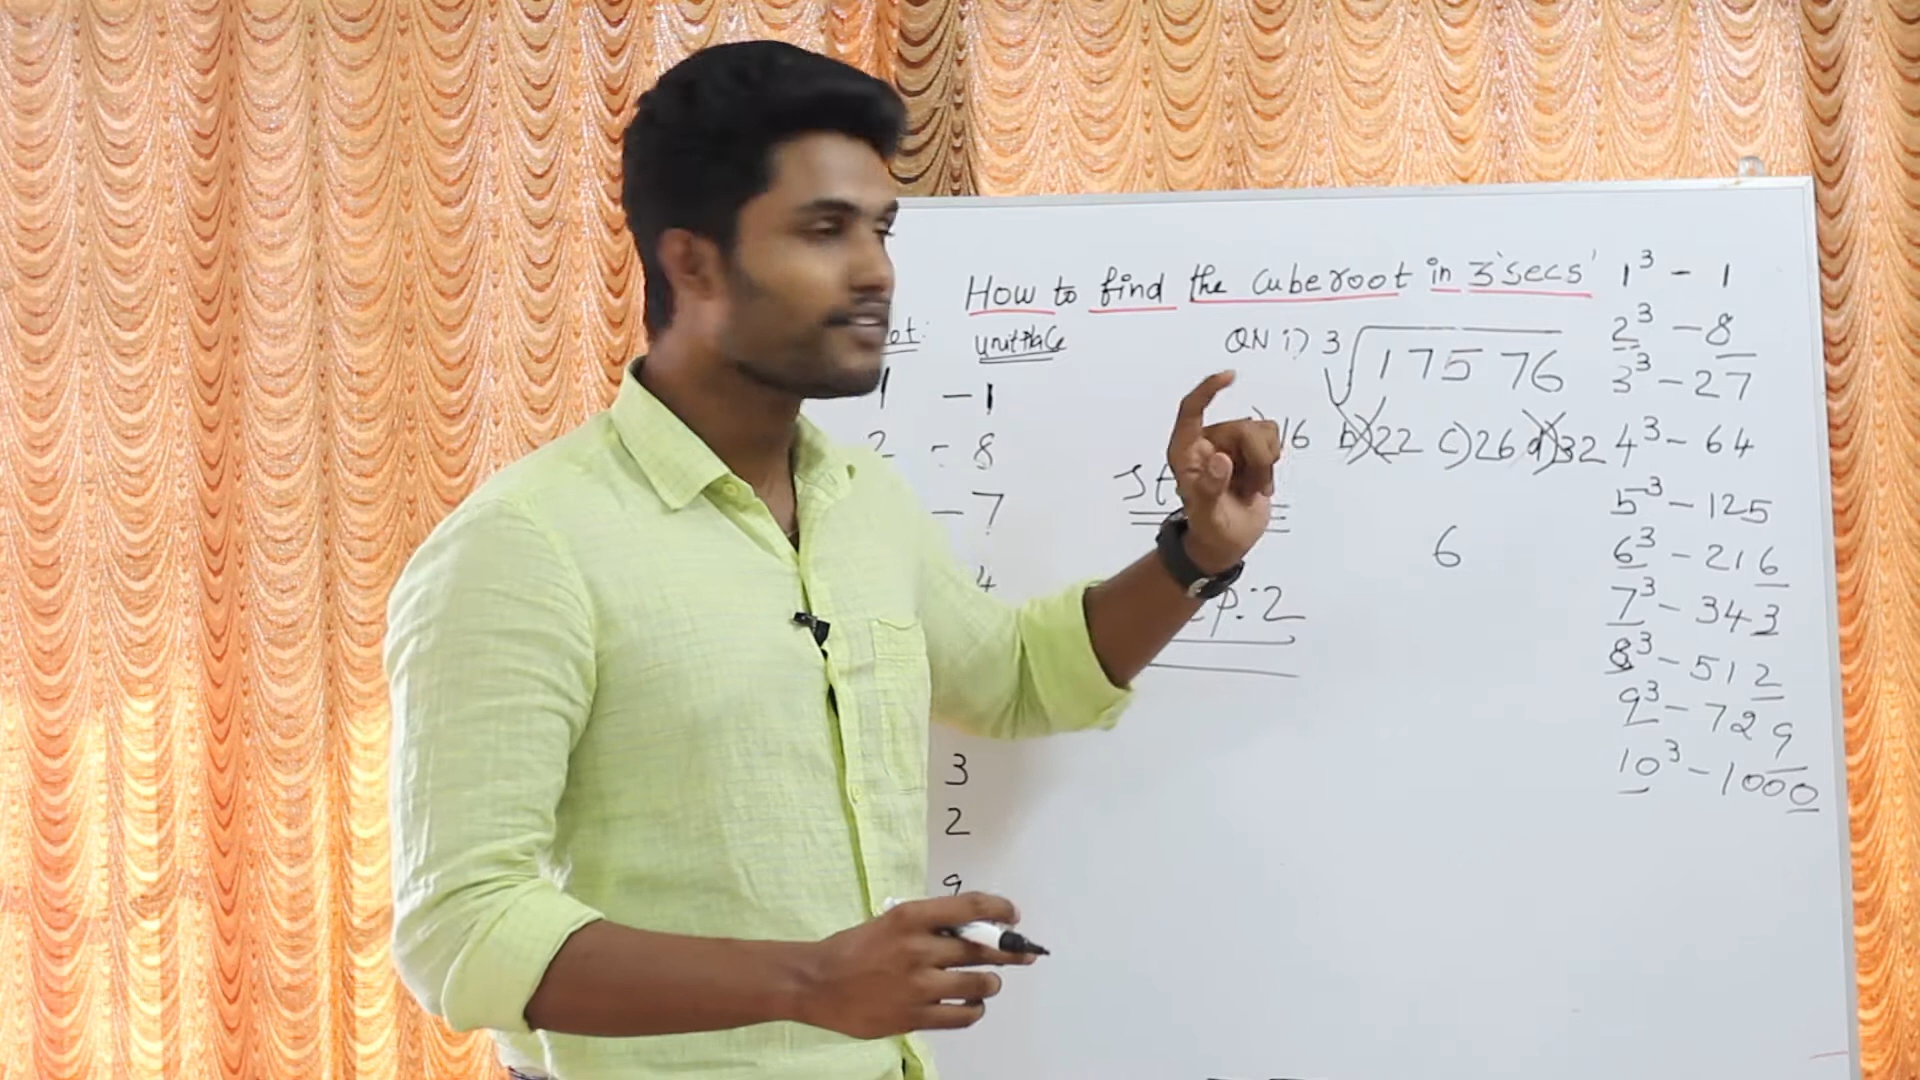 How to find the cuberoot in 3'secs'
unitplace
1 - 1
2 - 8
- 7
4
3
2
9
QN i) 3√17576
16 b) 22 c) 26 d) 32
6
p:2
1³ - 1
2³ - 8
3³ - 27
4³ - 64
5³ - 125
6³ - 216
7³ - 343
8³ - 512
9³ - 729
10³ - 1000